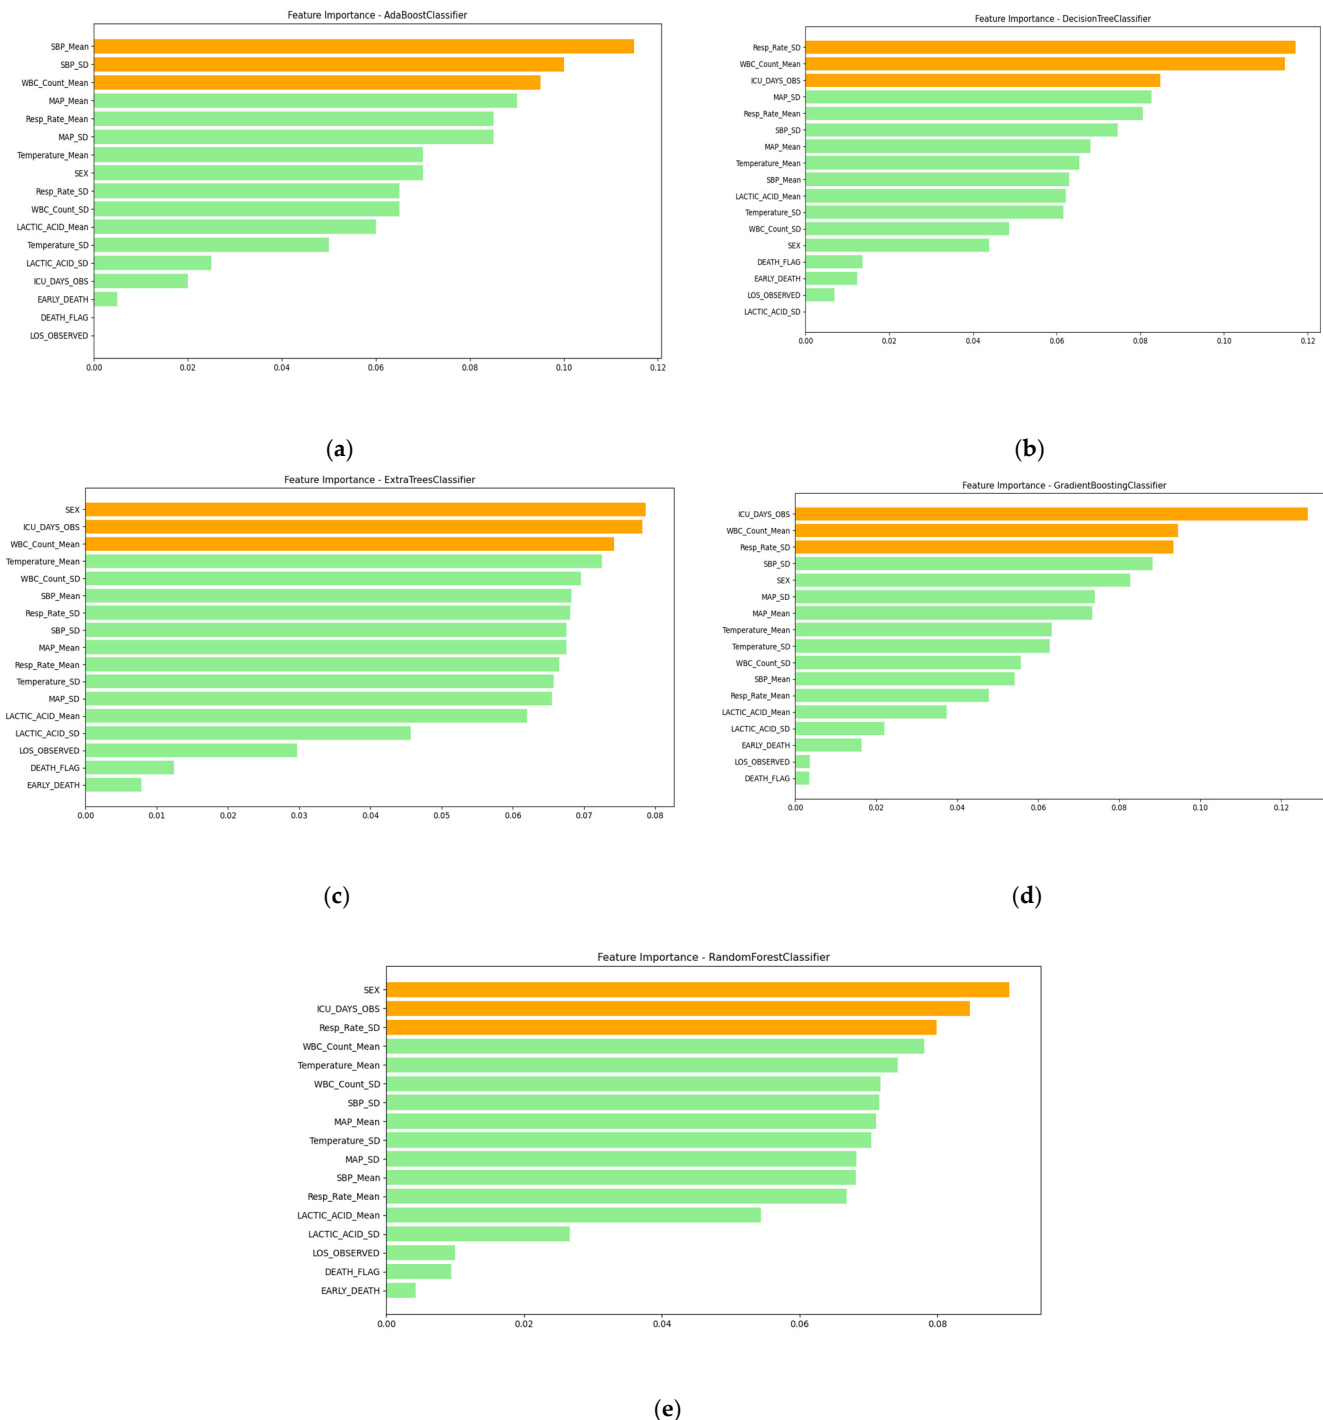 Feature Importance - AdaBoostClassifier
SBP_Mean
SBP_SD
WBC_Count_Mean
MAP_Mean
Resp_Rate_Mean
MAP_SD
Temperature_Mean
SEX
Resp_Rate_SD
WBC_Count_SD
LACTIC_ACID_Mean
Temperature_SD
LACTIC_ACID_SD
ICU_DAYS_OBS
EARLY_DEATH
DEATH_FLAG
LOS_OBSERVED
0.00 0.02 0.04 0.06 0.08 0.10 0.12
(a)
Feature Importance - DecisionTreeClassifier
Resp_Rate_SD
WBC_Count_Mean
ICU_DAYS_OBS
MAP_SD
Resp_Rate_Mean
SBP_SD
MAP_Mean
Temperature_Mean
SBP_Mean
LACTIC_ACID_Mean
Temperature_SD
WBC_Count_SD
SEX
DEATH_FLAG
EARLY_DEATH
LOS_OBSERVED
LACTIC_ACID_SD
0.00 0.02 0.04 0.06 0.08 0.10 0.12
(b)
Feature Importance - ExtraTreesClassifier
SEX
ICU_DAYS_OBS
WBC_Count_Mean
Temperature_Mean
WBC_Count_SD
SBP_Mean
Resp_Rate_SD
SBP_SD
MAP_Mean
Resp_Rate_Mean
Temperature_SD
MAP_SD
LACTIC_ACID_Mean
LACTIC_ACID_SD
LOS_OBSERVED
DEATH_FLAG
EARLY_DEATH
0.00 0.01 0.02 0.03 0.04 0.05 0.06 0.07 0.08
(c)
Feature Importance - GradientBoostingClassifier
ICU_DAYS_OBS
WBC_Count_Mean
Resp_Rate_SD
SBP_SD
SEX
MAP_SD
MAP_Mean
Temperature_Mean
Temperature_SD
WBC_Count_SD
SBP_Mean
Resp_Rate_Mean
LACTIC_ACID_Mean
LACTIC_ACID_SD
EARLY_DEATH
LOS_OBSERVED
DEATH_FLAG
0.00 0.02 0.04 0.06 0.08 0.10 0.12
(d)
Feature Importance - RandomForestClassifier
SEX
ICU_DAYS_OBS
Resp_Rate_SD
WBC_Count_Mean
Temperature_Mean
WBC_Count_SD
SBP_SD
MAP_Mean
Temperature_SD
MAP_SD
SBP_Mean
Resp_Rate_Mean
LACTIC_ACID_Mean
LACTIC_ACID_SD
LOS_OBSERVED
DEATH_FLAG
EARLY_DEATH
0.00 0.02 0.04 0.06 0.08
(e)